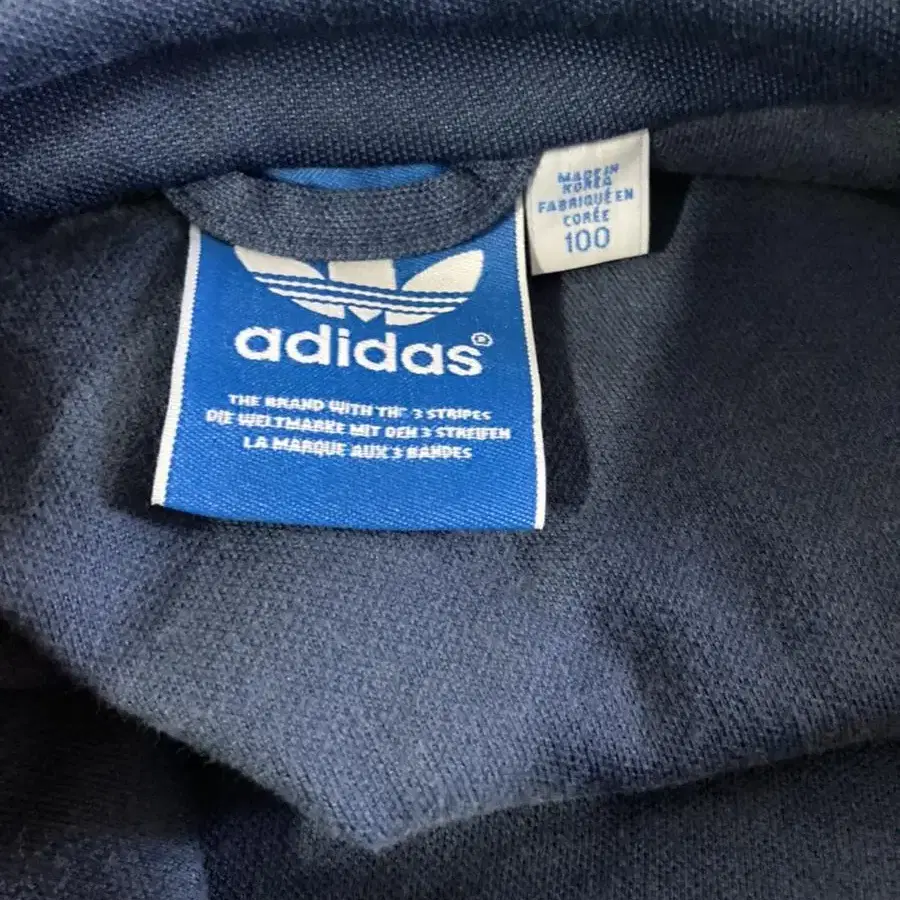 MADE IN
KOREA
FABRIQUÉ EN
CORÉE
100
adidas®
THE BRAND WITH THE 3 STRIPES
DIE WELTMARKE MIT DEN 3 STREIFEN
LA MARQUE AUX 3 BANDES